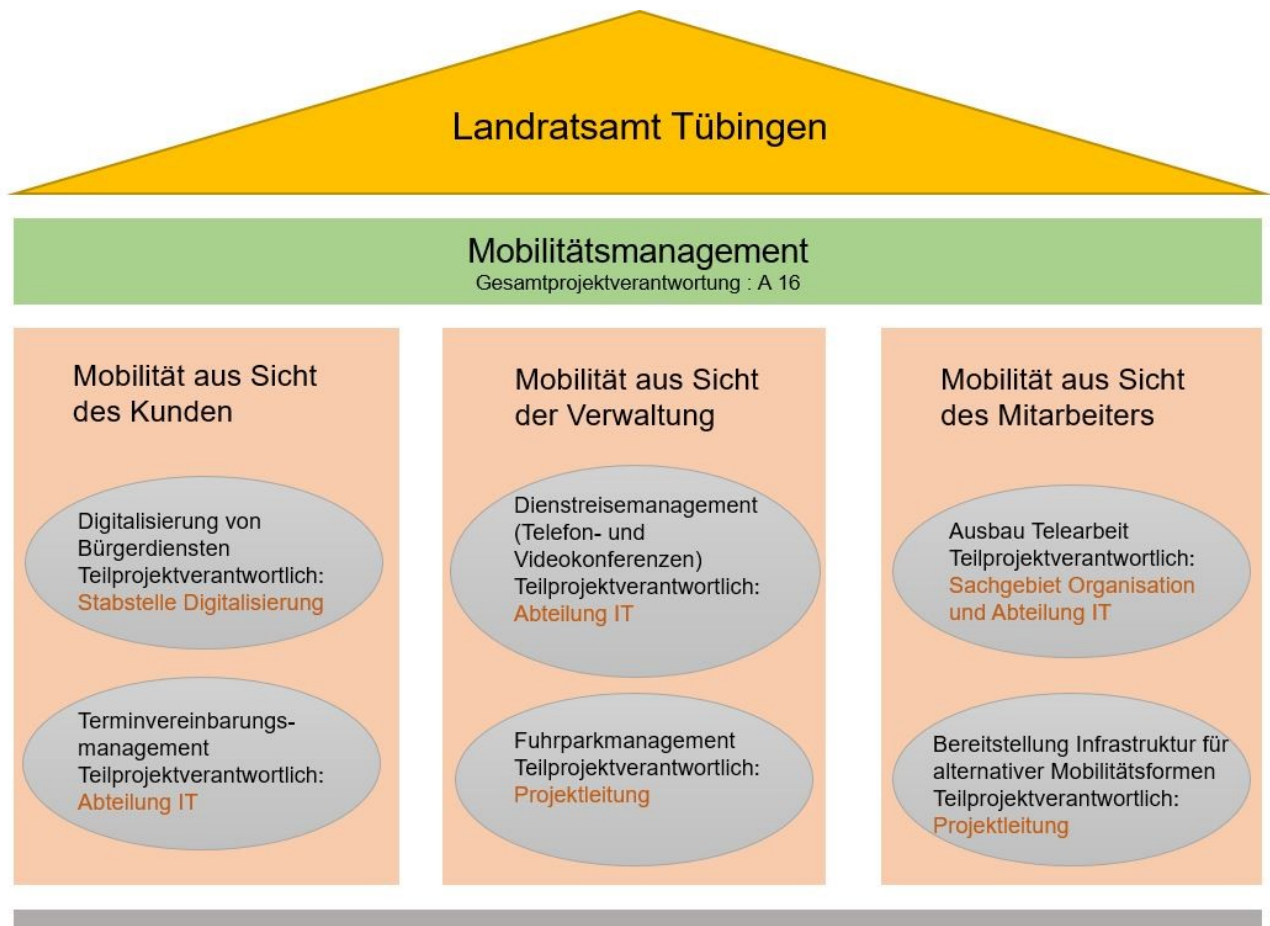 Landratsamt Tübingen
Mobilitätsmanagement
Gesamtprojektverantwortung : A 16
Mobilität aus Sicht
des Kunden
Digitalisierung von
Bürgerdiensten
Teilprojektverantwortlich:
Stabstelle Digitalisierung
Terminvereinbarungs-
management
Teilprojektverantwortlich:
Abteilung IT
Mobilität aus Sicht
der Verwaltung
Dienstreisemanagement
(Telefon- und
Videokonferenzen)
Teilprojektverantwortlich:
Abteilung IT
Fuhrparkmanagement
Teilprojektverantwortlich:
Projektleitung
Mobilität aus Sicht
des Mitarbeiters
Ausbau Telearbeit
Teilprojektverantwortlich:
Sachgebiet Organisation
und Abteilung IT
Bereitstellung Infrastruktur für
alternativer Mobilitätsformen
Teilprojektverantwortlich:
Projektleitung